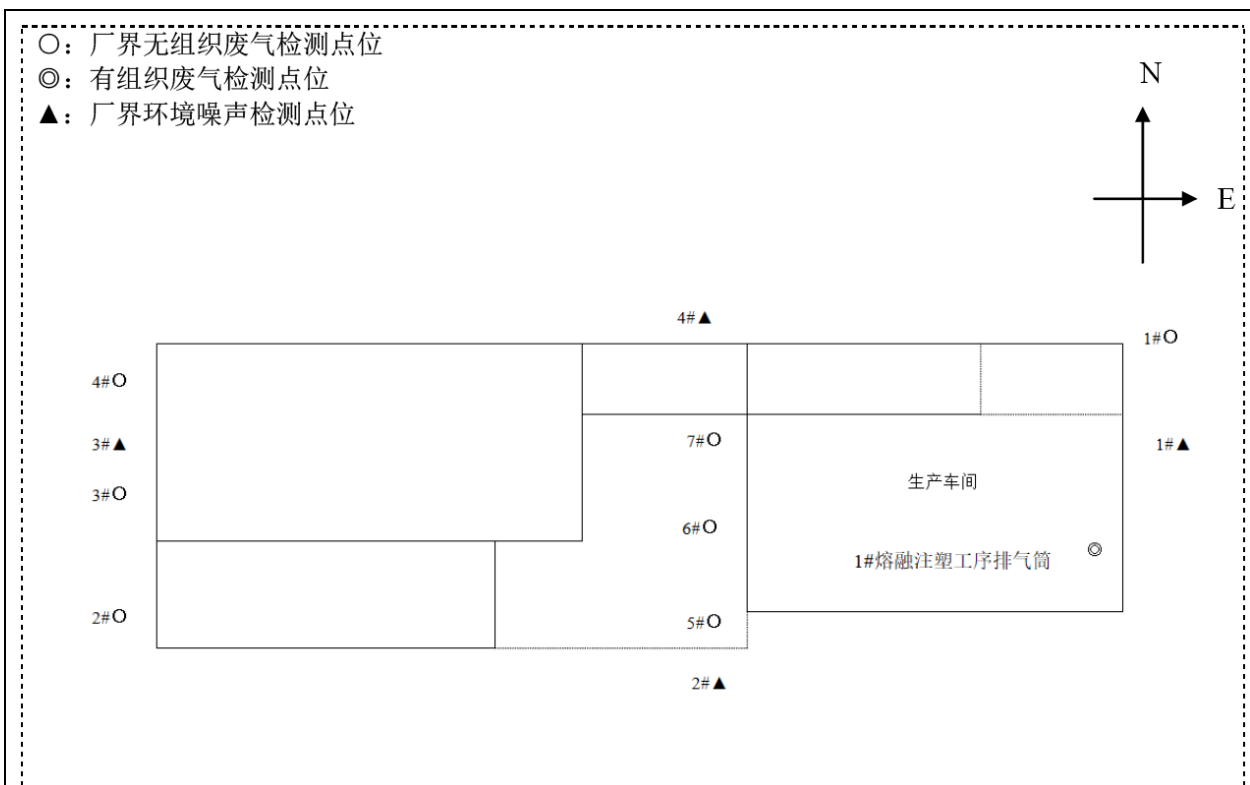 ○：厂界无组织废气检测点位
◎：有组织废气检测点位
▲：厂界环境噪声检测点位
N
E
4#▲
1#○
4#○
3#▲
7#○
1#▲
生产车间
3#○
6#○
1#熔融注塑工序排气筒 ◎
2#○
5#○
2#▲